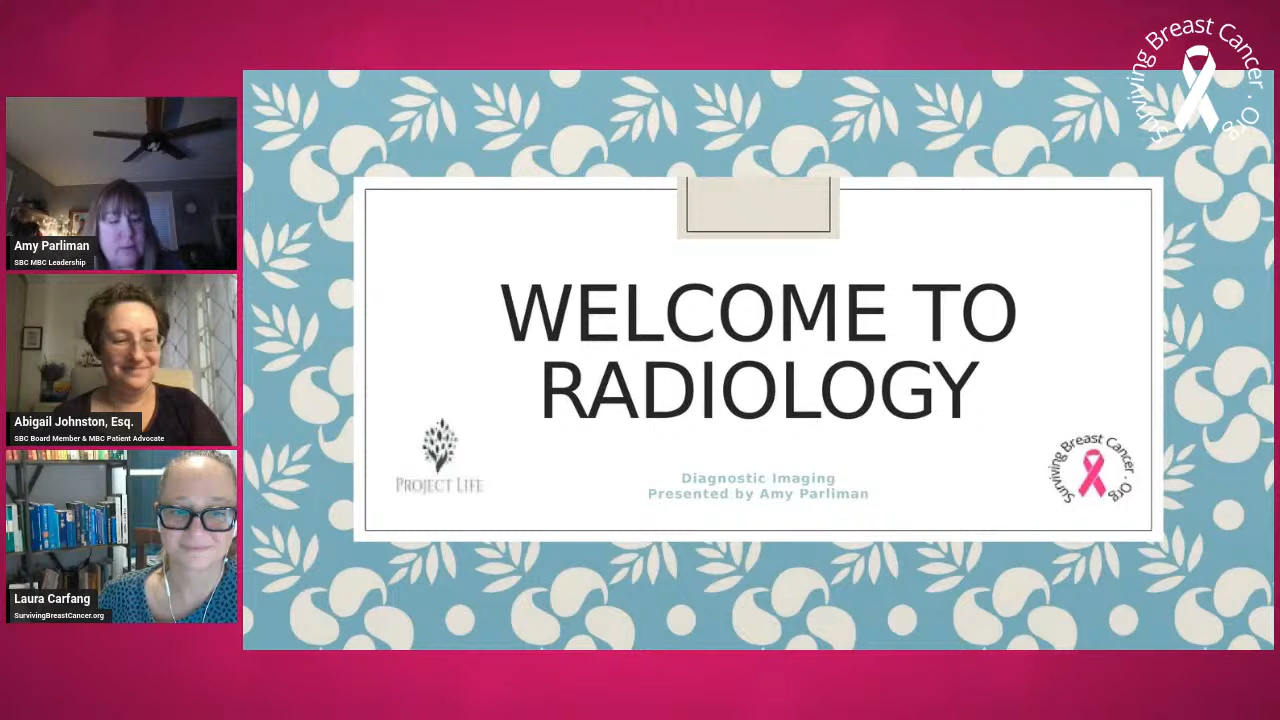 Surviving Breast Cancer . Org
Amy Parliman
SBC MBC Leadership
Abigail Johnston, Esq.
SBC Board Member & MBC Patient Advocate
Laura Carfang
SurvivingBreastCancer.org
WELCOME TO
RADIOLOGY
PROJECT LIFE
Diagnostic Imaging
Presented by Amy Parliman
Surviving Breast Cancer . Org